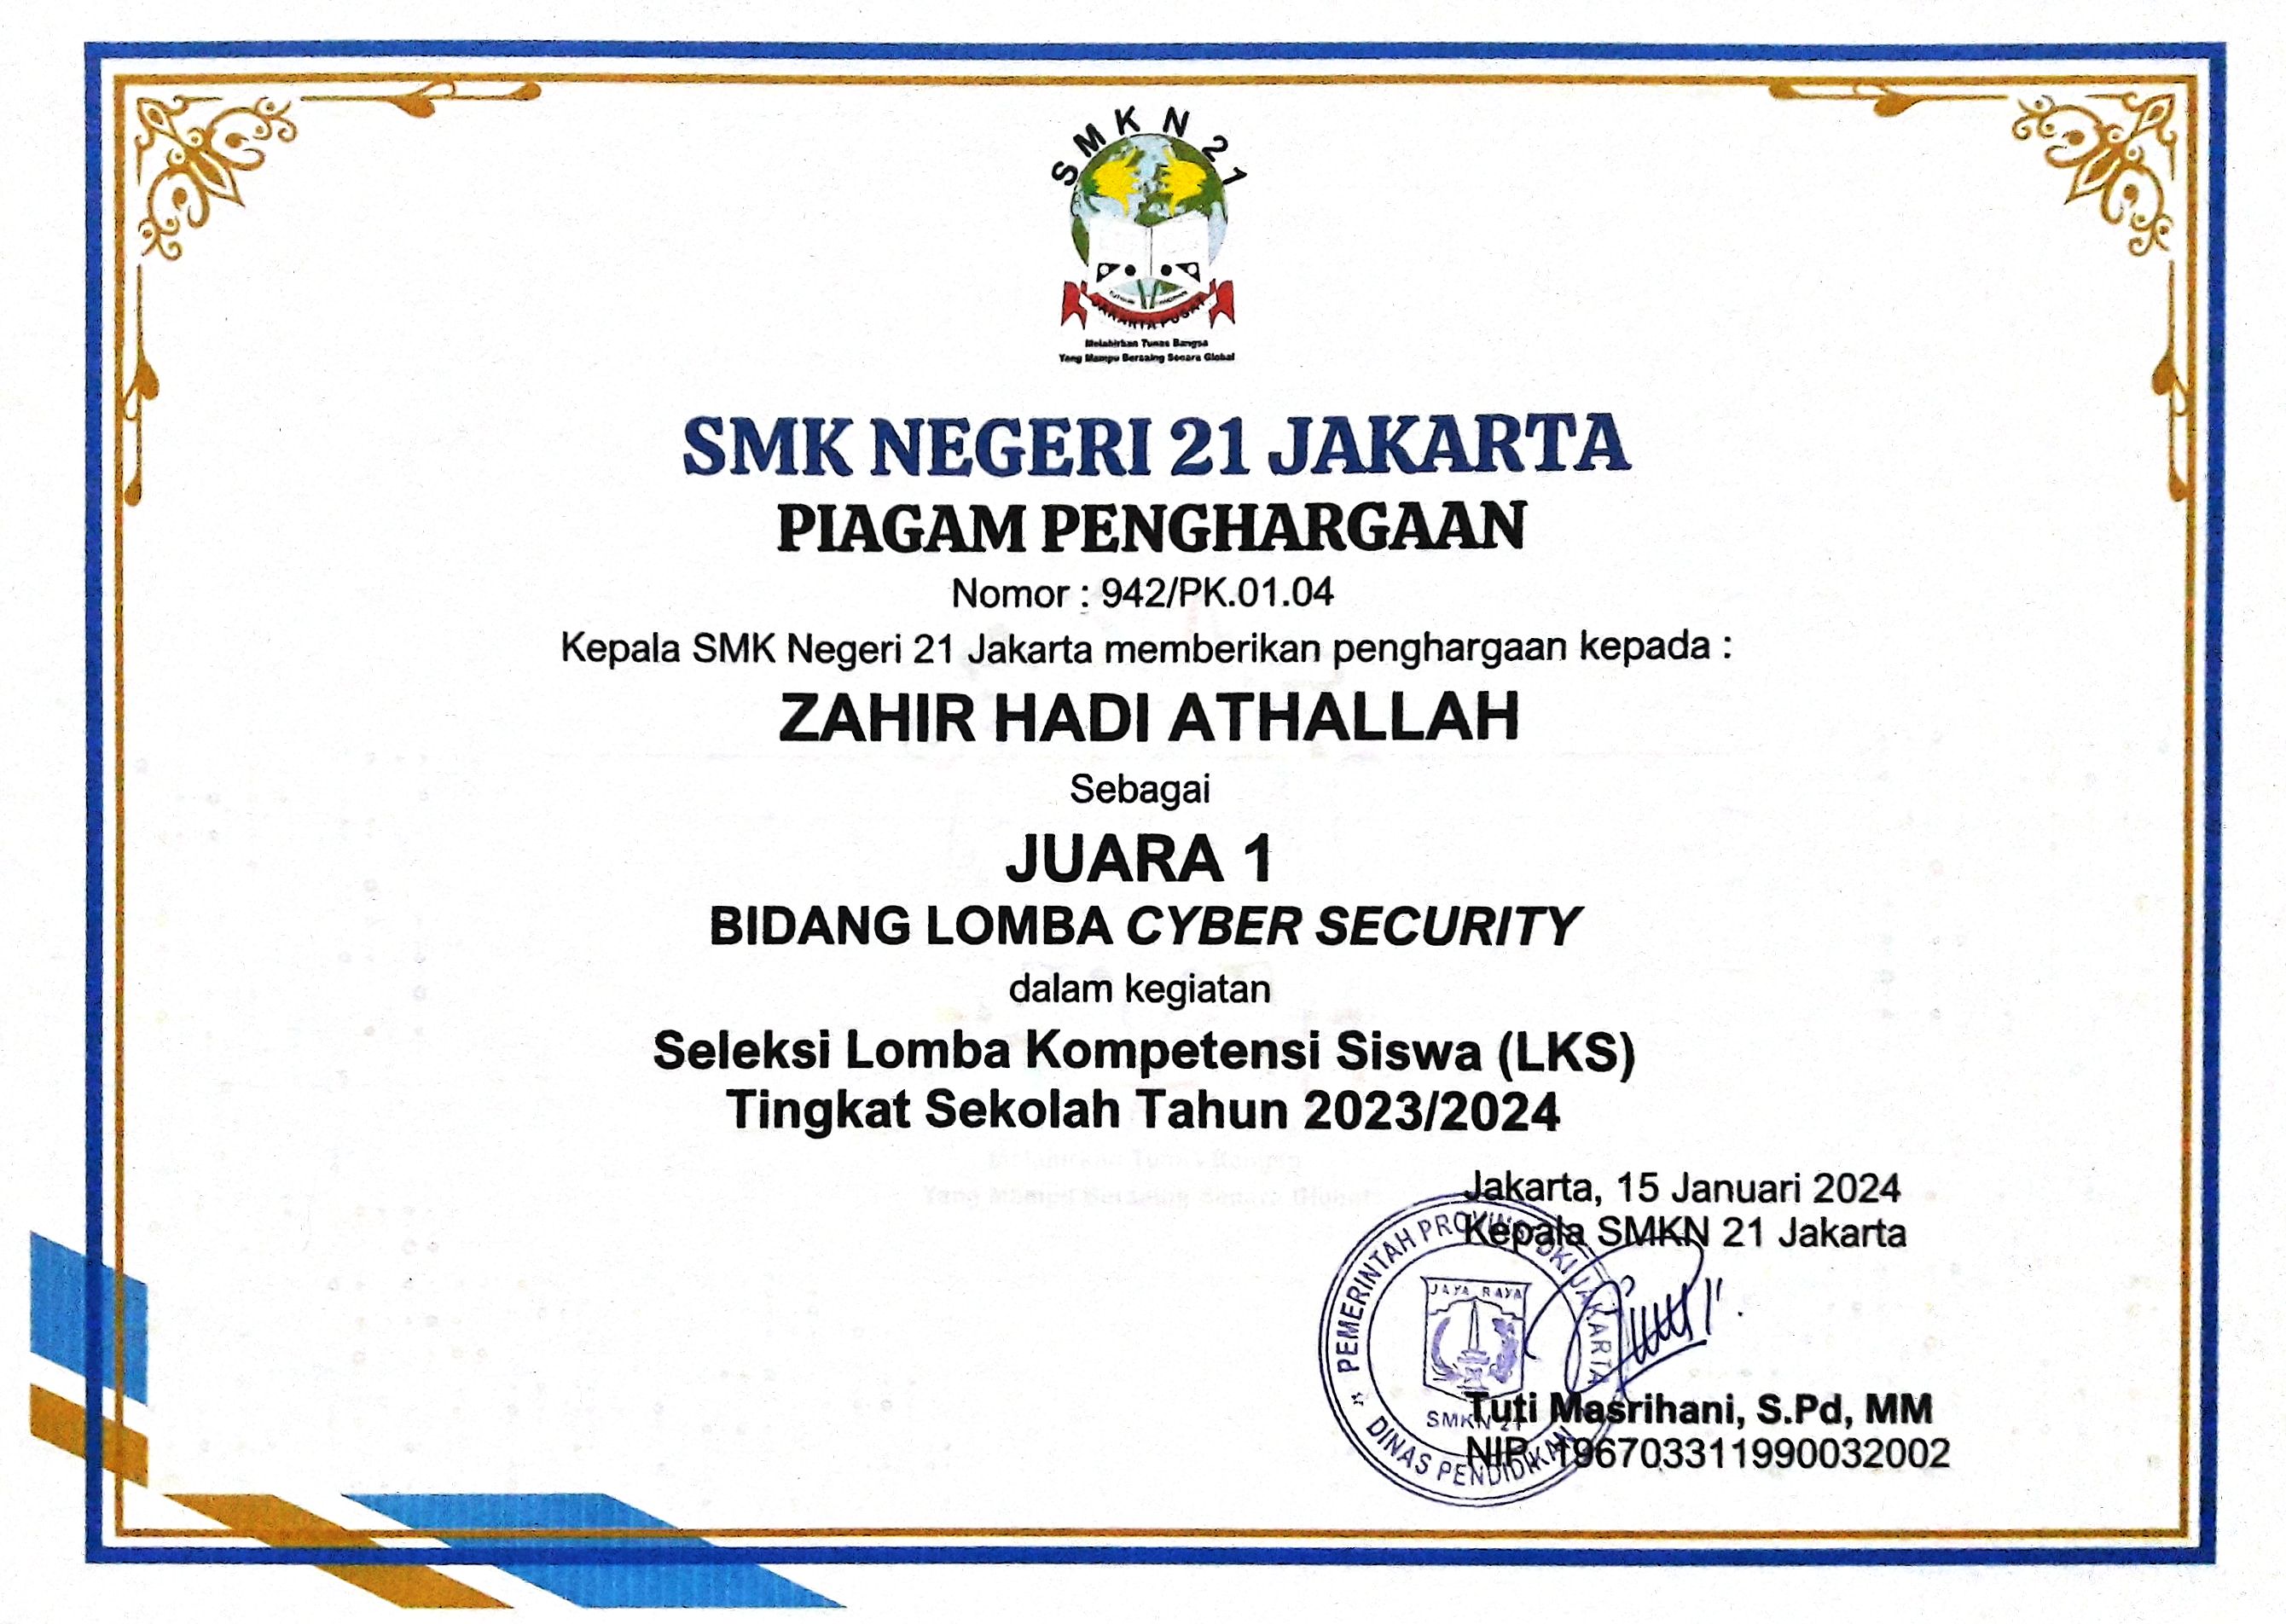 SMKN 21
JAKARTA PUSAT
Melahirkan Tunas Bangsa
Yang Mampu Bersaing Secara Global
SMK NEGERI 21 JAKARTA
PIAGAM PENGHARGAAN
Nomor : 942/PK.01.04
Kepala SMK Negeri 21 Jakarta memberikan penghargaan kepada :
ZAHIR HADI ATHALLAH
Sebagai
JUARA 1
BIDANG LOMBA CYBER SECURITY
dalam kegiatan
Seleksi Lomba Kompetensi Siswa (LKS)
Tingkat Sekolah Tahun 2023/2024
Jakarta, 15 Januari 2024
Kepala SMKN 21 Jakarta
PEMERINTAH PROVINSI DKI JAKARTA
JAYA RAYA
SMKN 21
DINAS PENDIDIKAN
Tuti Masrihani, S.Pd, MM
NIP. 196703311990032002